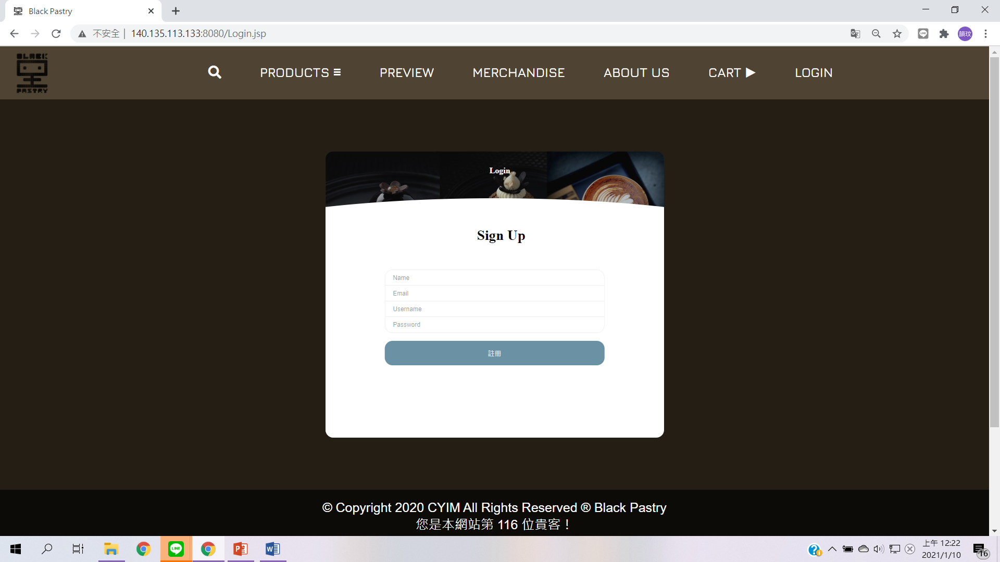 Black Pastry
不安全 140.135.113.133:8080/Login.jsp
韻玟
BLACK
PASTRY
PRODUCTS PREVIEW MERCHANDISE ABOUT US CART LOGIN
Login
Sign Up
Name
Email
Username
Password
註冊
© Copyright 2020 CYIM All Rights Reserved ® Black Pastry
您是本網站第 116 位貴客！
LINE
上午 12:22
2021/1/10
16